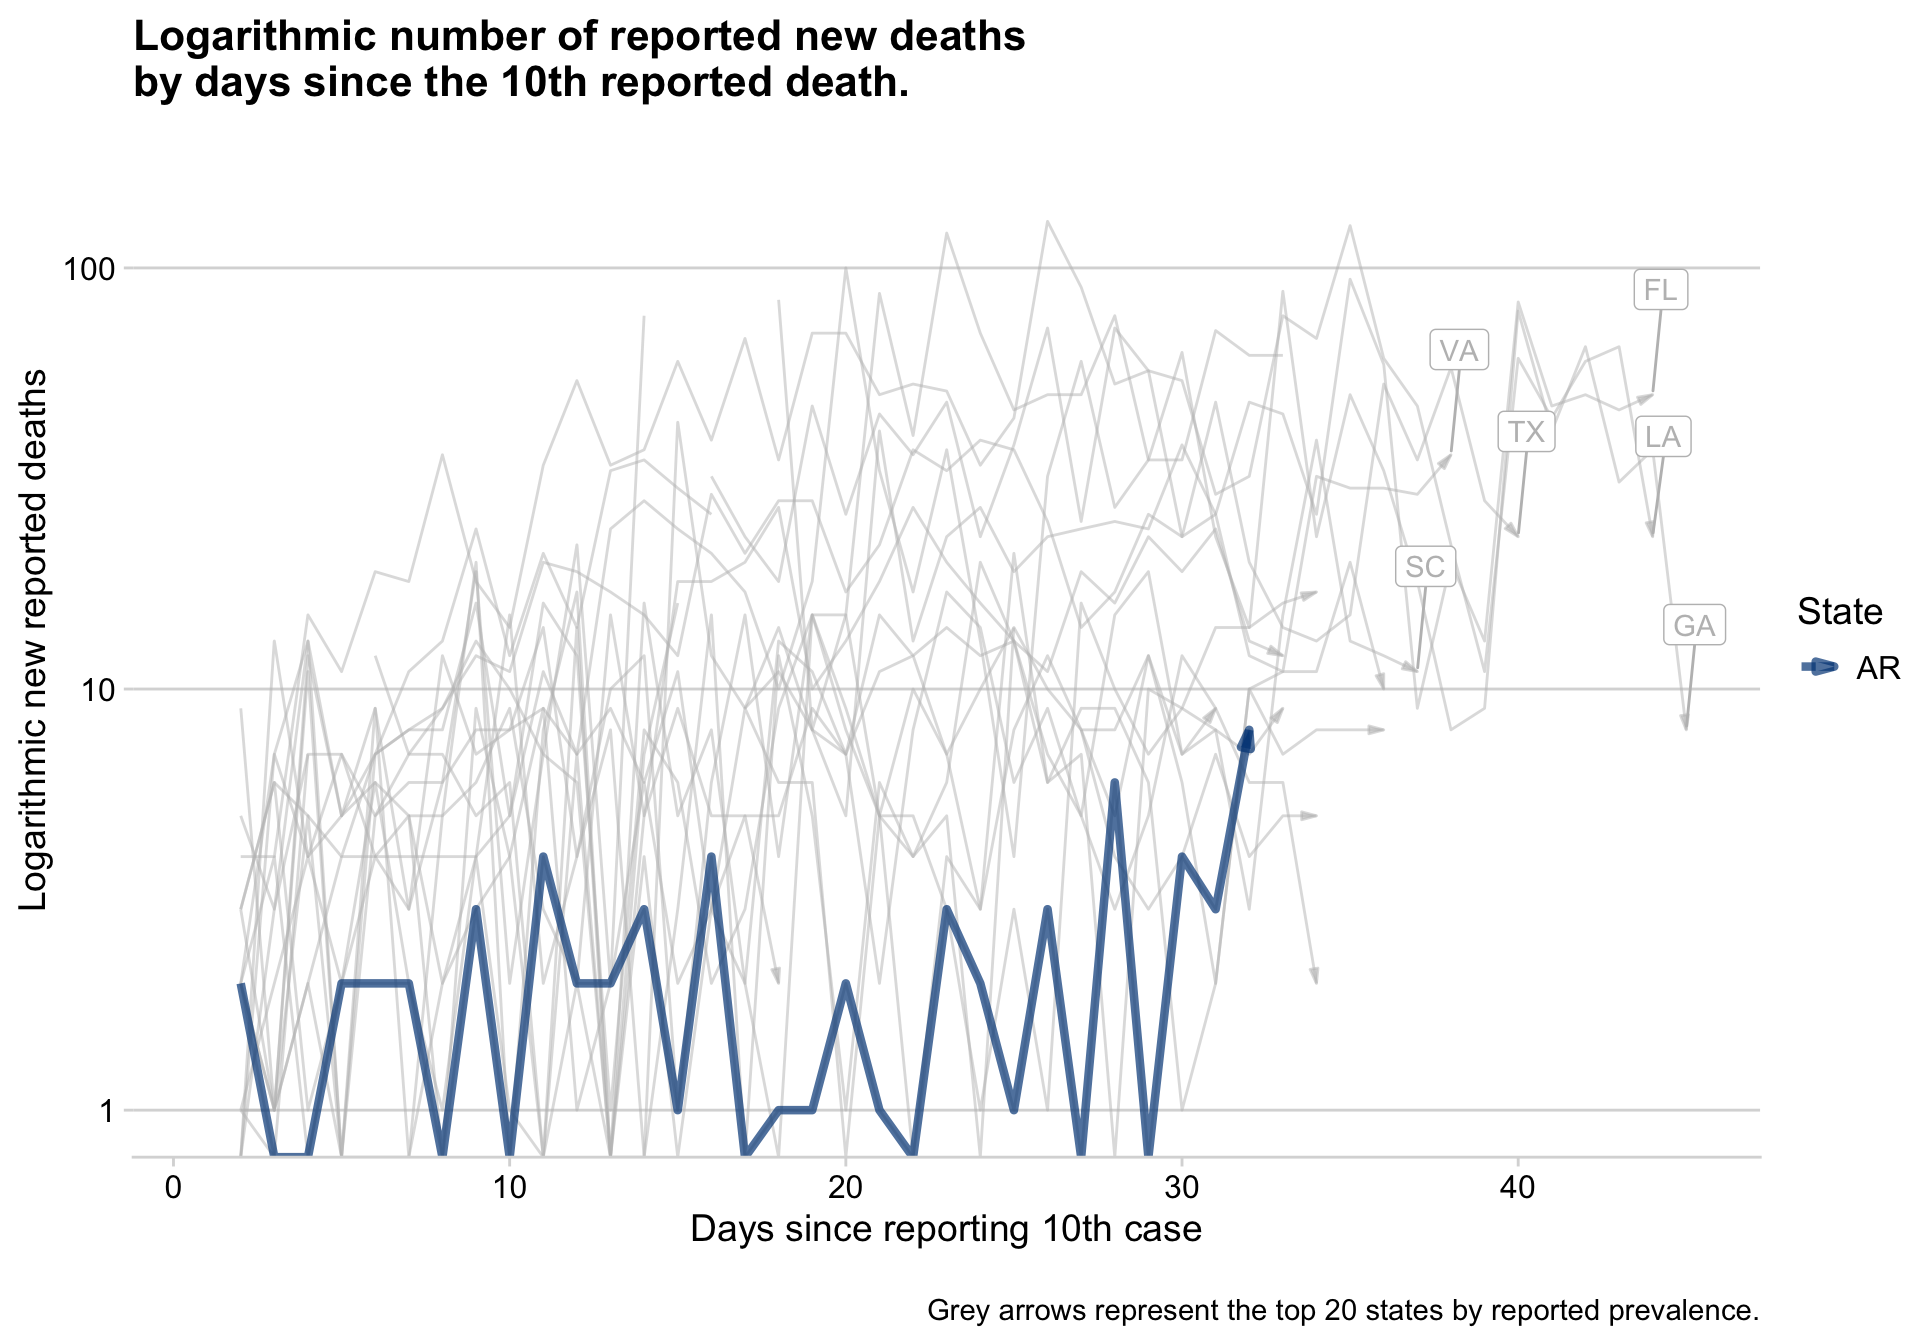 Logarithmic number of reported new deaths
by days since the 10th reported death.
Logarithmic new reported deaths
100
10
1
FL
VA
TX
LA
SC
GA
State
AR
0
10
20
30
40
Days since reporting 10th case
Grey arrows represent the top 20 states by reported prevalence.